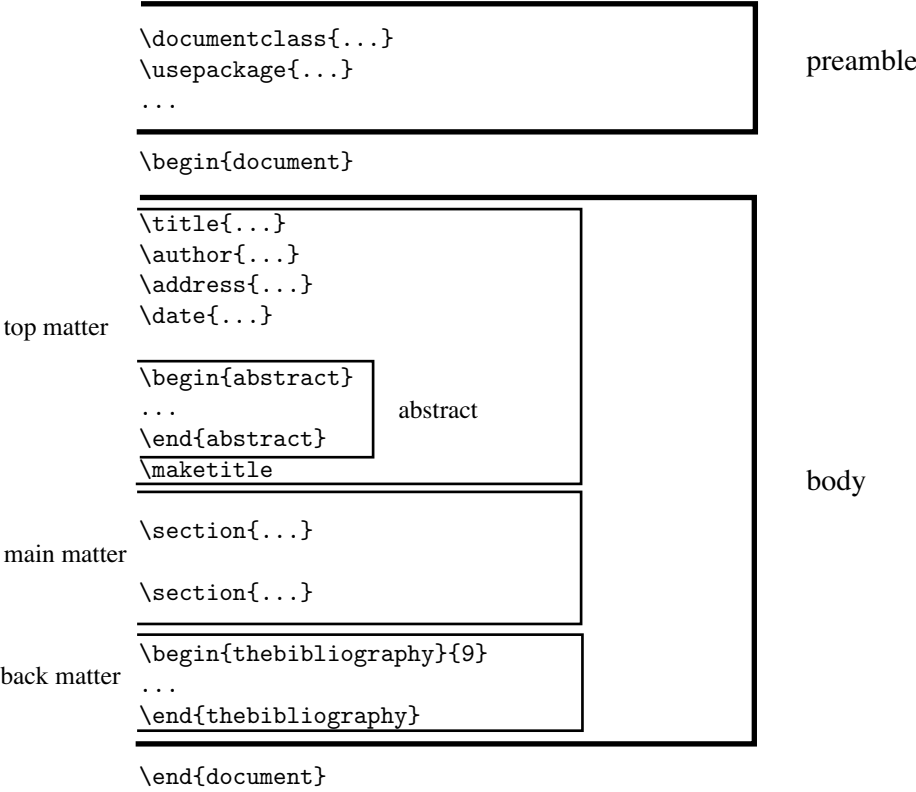 \documentclass{...}
\usepackage{...}
...
preamble
\begin{document}
\title{...}
\author{...}
\address{...}
\date{...}
top matter
\begin{abstract}
...
\end{abstract}
abstract
\maketitle
body
\section{...}
main matter
\section{...}
\begin{thebibliography}{9}
...
\end{thebibliography}
back matter
\end{document}